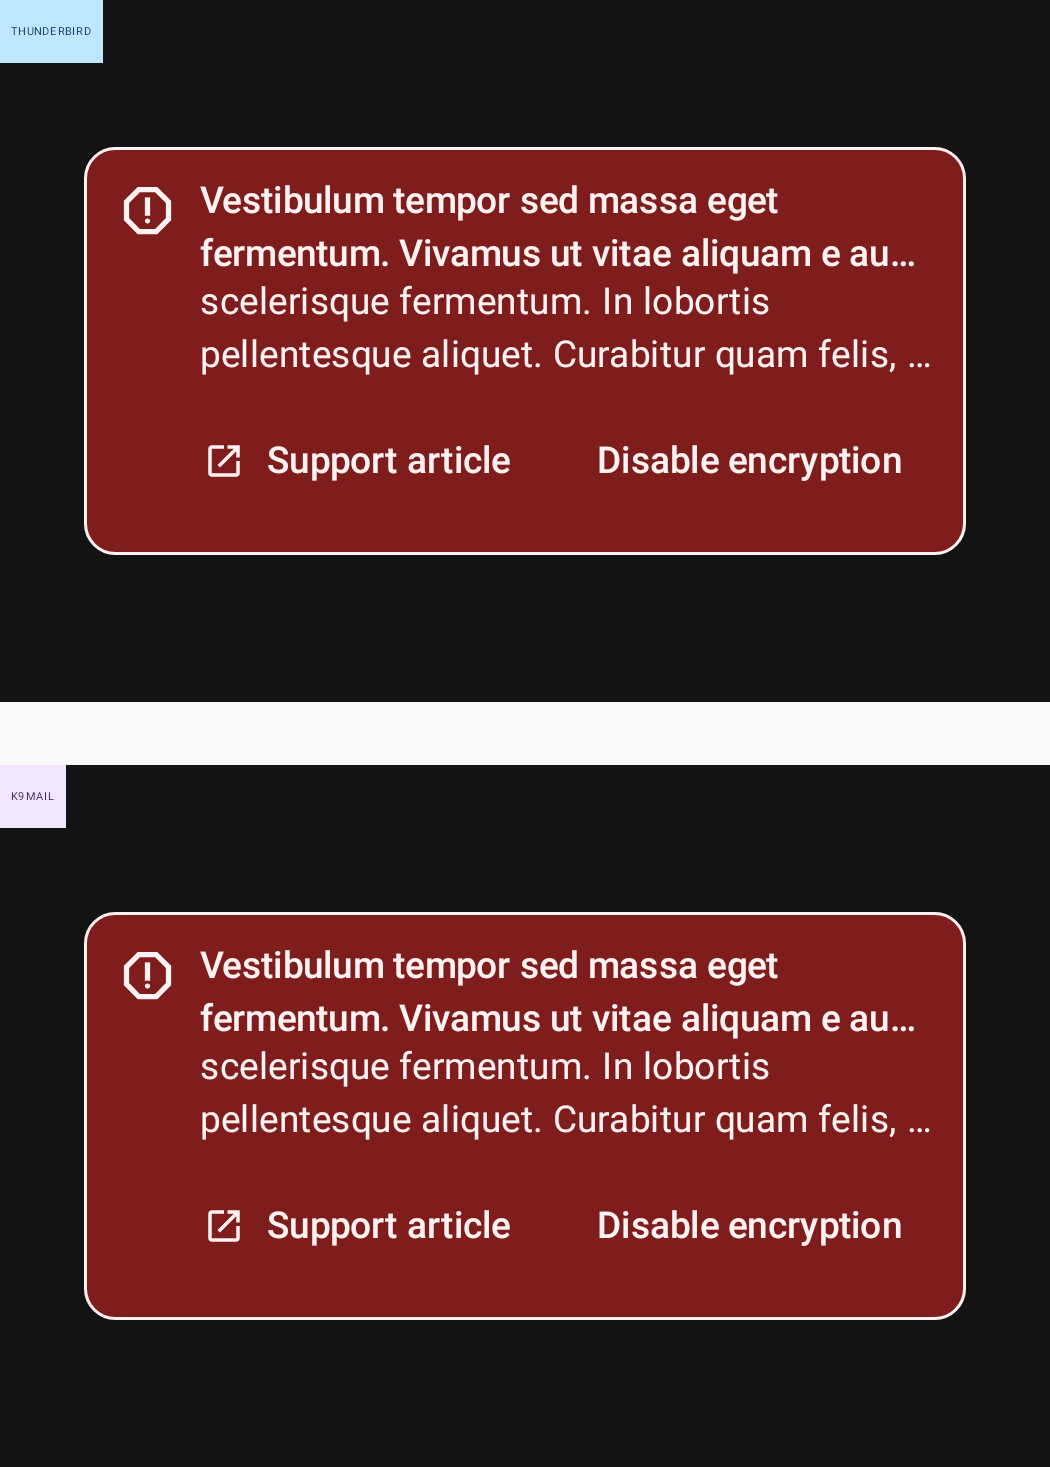 THUNDERBIRD
Vestibulum tempor sed massa eget
fermentum. Vivamus ut vitae aliquam e au…
scelerisque fermentum. In lobortis
pellentesque aliquet. Curabitur quam felis, …
Support article Disable encryption
K9MAIL
Vestibulum tempor sed massa eget
fermentum. Vivamus ut vitae aliquam e au…
scelerisque fermentum. In lobortis
pellentesque aliquet. Curabitur quam felis, …
Support article Disable encryption